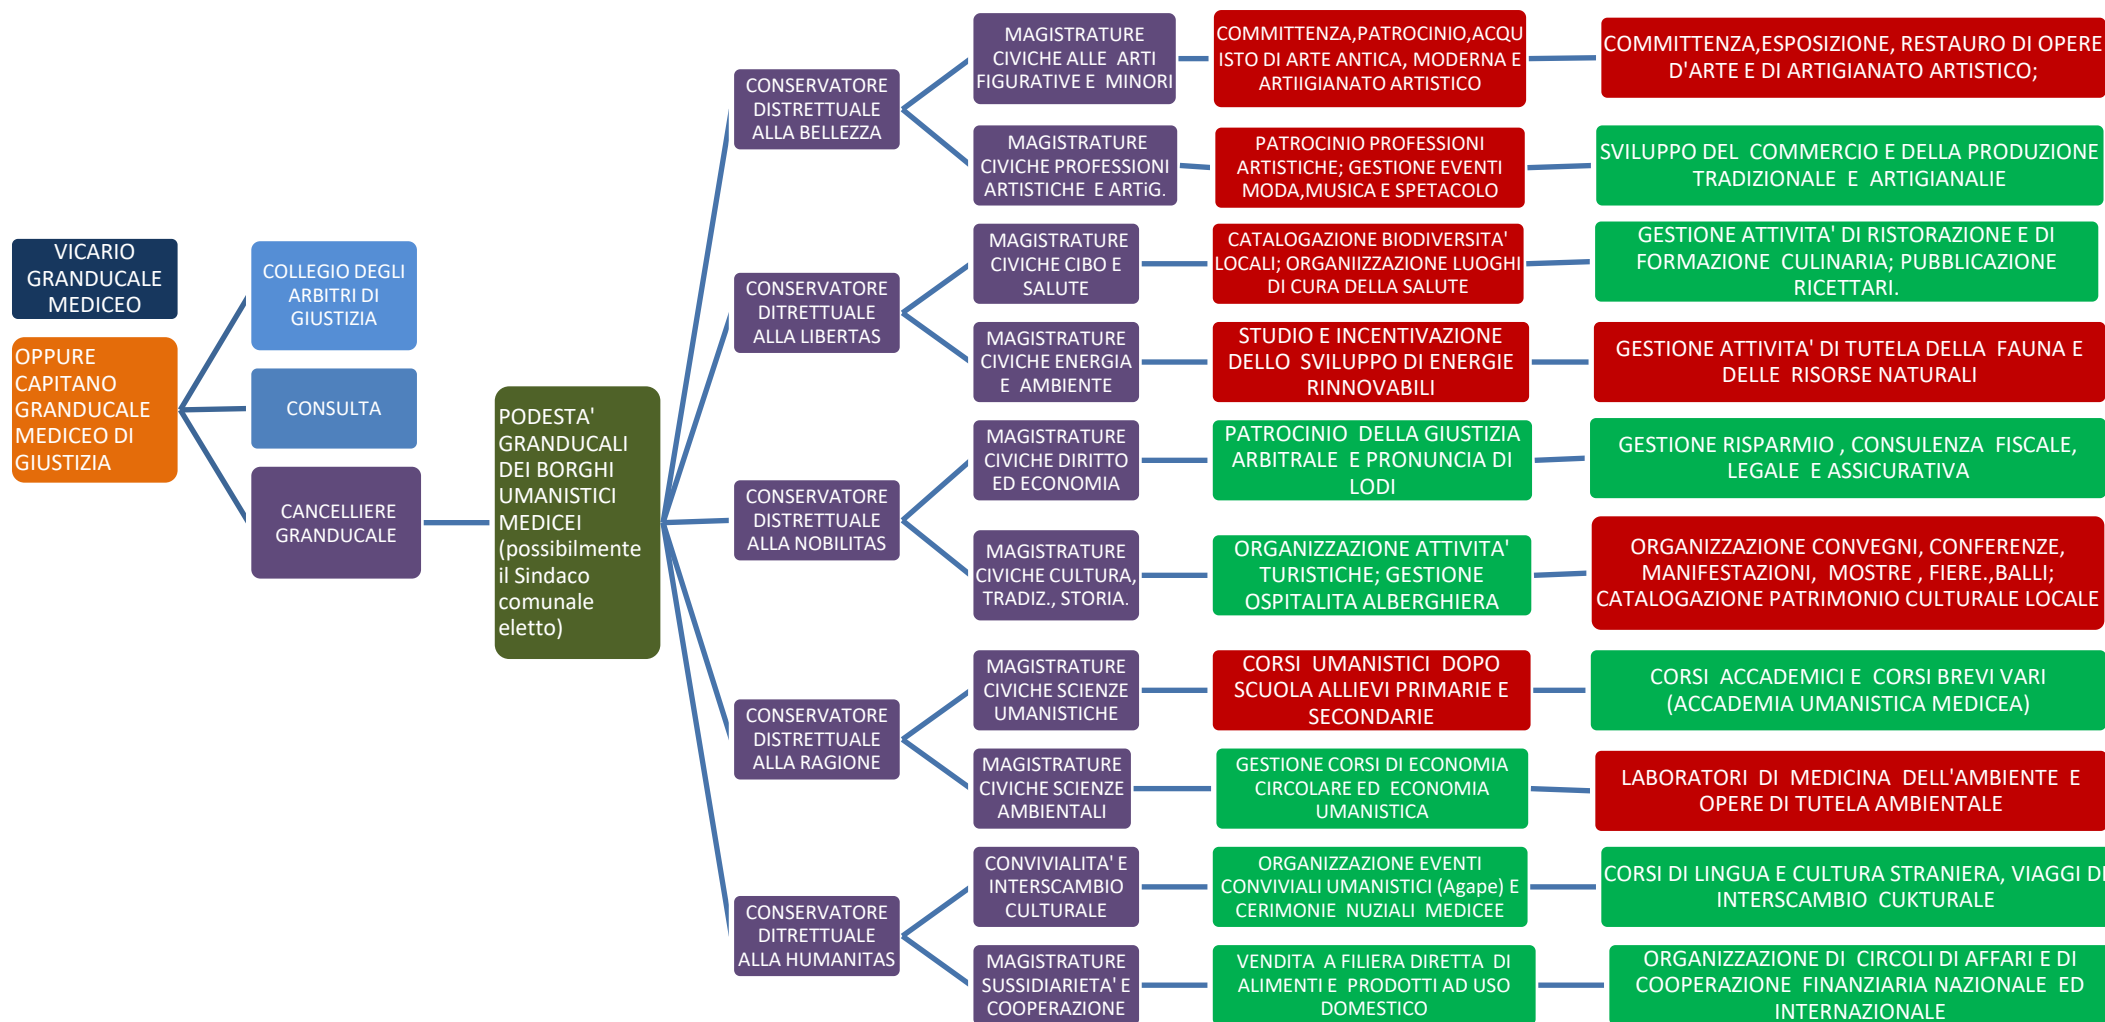 VICARIO
GRANDUCALE
MEDICEO
OPPURE
CAPITANO
GRANDUCALE
MEDICEO DI
GIUSTIZIA
COLLEGIO DEGLI
ARBITRI DI
GIUSTIZIA
CONSULTA
CANCELLIERE
GRANDUCALE
PODESTA'
GRANDUCALI
DEI BORGHI
UMANISTICI
MEDICEI
(possibilmente
il Sindaco
comunale
eletto)
CONSERVATORE
DISTRETTUALE
ALLA BELLEZZA
MAGISTRATURE
CIVICHE ALLE ARTI
FIGURATIVE E MINORI
COMMITTENZA,PATROCINIO,ACQU
ISTO DI ARTE ANTICA, MODERNA E
ARTIIGIANATO ARTISTICO
COMMITTENZA,ESPOSIZIONE, RESTAURO DI OPERE
D'ARTE E DI ARTIGIANATO ARTISTICO;
MAGISTRATURE
CIVICHE PROFESSIONI
ARTISTICHE E ARTiG.
PATROCINIO PROFESSIONI
ARTISTICHE; GESTIONE EVENTI
MODA,MUSICA E SPETACOLO
SVILUPPO DEL COMMERCIO E DELLA PRODUZIONE
TRADIZIONALE E ARTIGIANALIE
CONSERVATORE
DITRETTUALE
ALLA LIBERTAS
MAGISTRATURE
CIVICHE CIBO E
SALUTE
CATALOGAZIONE BIODIVERSITA'
LOCALI; ORGANIIZZAZIONE LUOGHI
DI CURA DELLA SALUTE
GESTIONE ATTIVITA' DI RISTORAZIONE E DI
FORMAZIONE CULINARIA; PUBBLICAZIONE
RICETTARI.
MAGISTRATURE
CIVICHE ENERGIA
E AMBIENTE
STUDIO E INCENTIVAZIONE
DELLO SVILUPPO DI ENERGIE
RINNOVABILI
GESTIONE ATTIVITA' DI TUTELA DELLA FAUNA E
DELLE RISORSE NATURALI
CONSERVATORE
DISTRETTUALE
ALLA NOBILITAS
MAGISTRATURE
CIVICHE DIRITTO
ED ECONOMIA
PATROCINIO DELLA GIUSTIZIA
ARBITRALE E PRONUNCIA DI
LODI
GESTIONE RISPARMIO , CONSULENZA FISCALE,
LEGALE E ASSICURATIVA
MAGISTRATURE
CIVICHE CULTURA,
TRADIZ., STORIA.
ORGANIZZAZIONE ATTIVITA'
TURISTICHE; GESTIONE
OSPITALITA ALBERGHIERA
ORGANIZZAZIONE CONVEGNI, CONFERENZE,
MANIFESTAZIONI, MOSTRE , FIERE.,BALLI;
CATALOGAZIONE PATRIMONIO CULTURALE LOCALE
CONSERVATORE
DISTRETTUALE
ALLA RAGIONE
MAGISTRATURE
CIVICHE SCIENZE
UMANISTICHE
CORSI UMANISTICI DOPO
SCUOLA ALLIEVI PRIMARIE E
SECONDARIE
CORSI ACCADEMICI E CORSI BREVI VARI
(ACCADEMIA UMANISTICA MEDICEA)
MAGISTRATURE
CIVICHE SCIENZE
AMBIENTALI
GESTIONE CORSI DI ECONOMIA
CIRCOLARE ED ECONOMIA
UMANISTICA
LABORATORI DI MEDICINA DELL'AMBIENTE E
OPERE DI TUTELA AMBIENTALE
CONSERVATORE
DITRETTUALE
ALLA HUMANITAS
CONVIVIALITA' E
INTERSCAMBIO
CULTURALE
ORGANIZZAZIONE EVENTI
CONVIVIALI UMANISTICI (Agape) E
CERIMONIE NUZIALI MEDICEE
CORSI DI LINGUA E CULTURA STRANIERA, VIAGGI DI
INTERSCAMBIO CUKTURALE
MAGISTRATURE
SUSSIDIARIETA' E
COOPERAZIONE
VENDITA A FILIERA DIRETTA DI
ALIMENTI E PRODOTTI AD USO
DOMESTICO
ORGANIZZAZIONE DI CIRCOLI DI AFFARI E DI
COOPERAZIONE FINANZIARIA NAZIONALE ED
INTERNAZIONALE